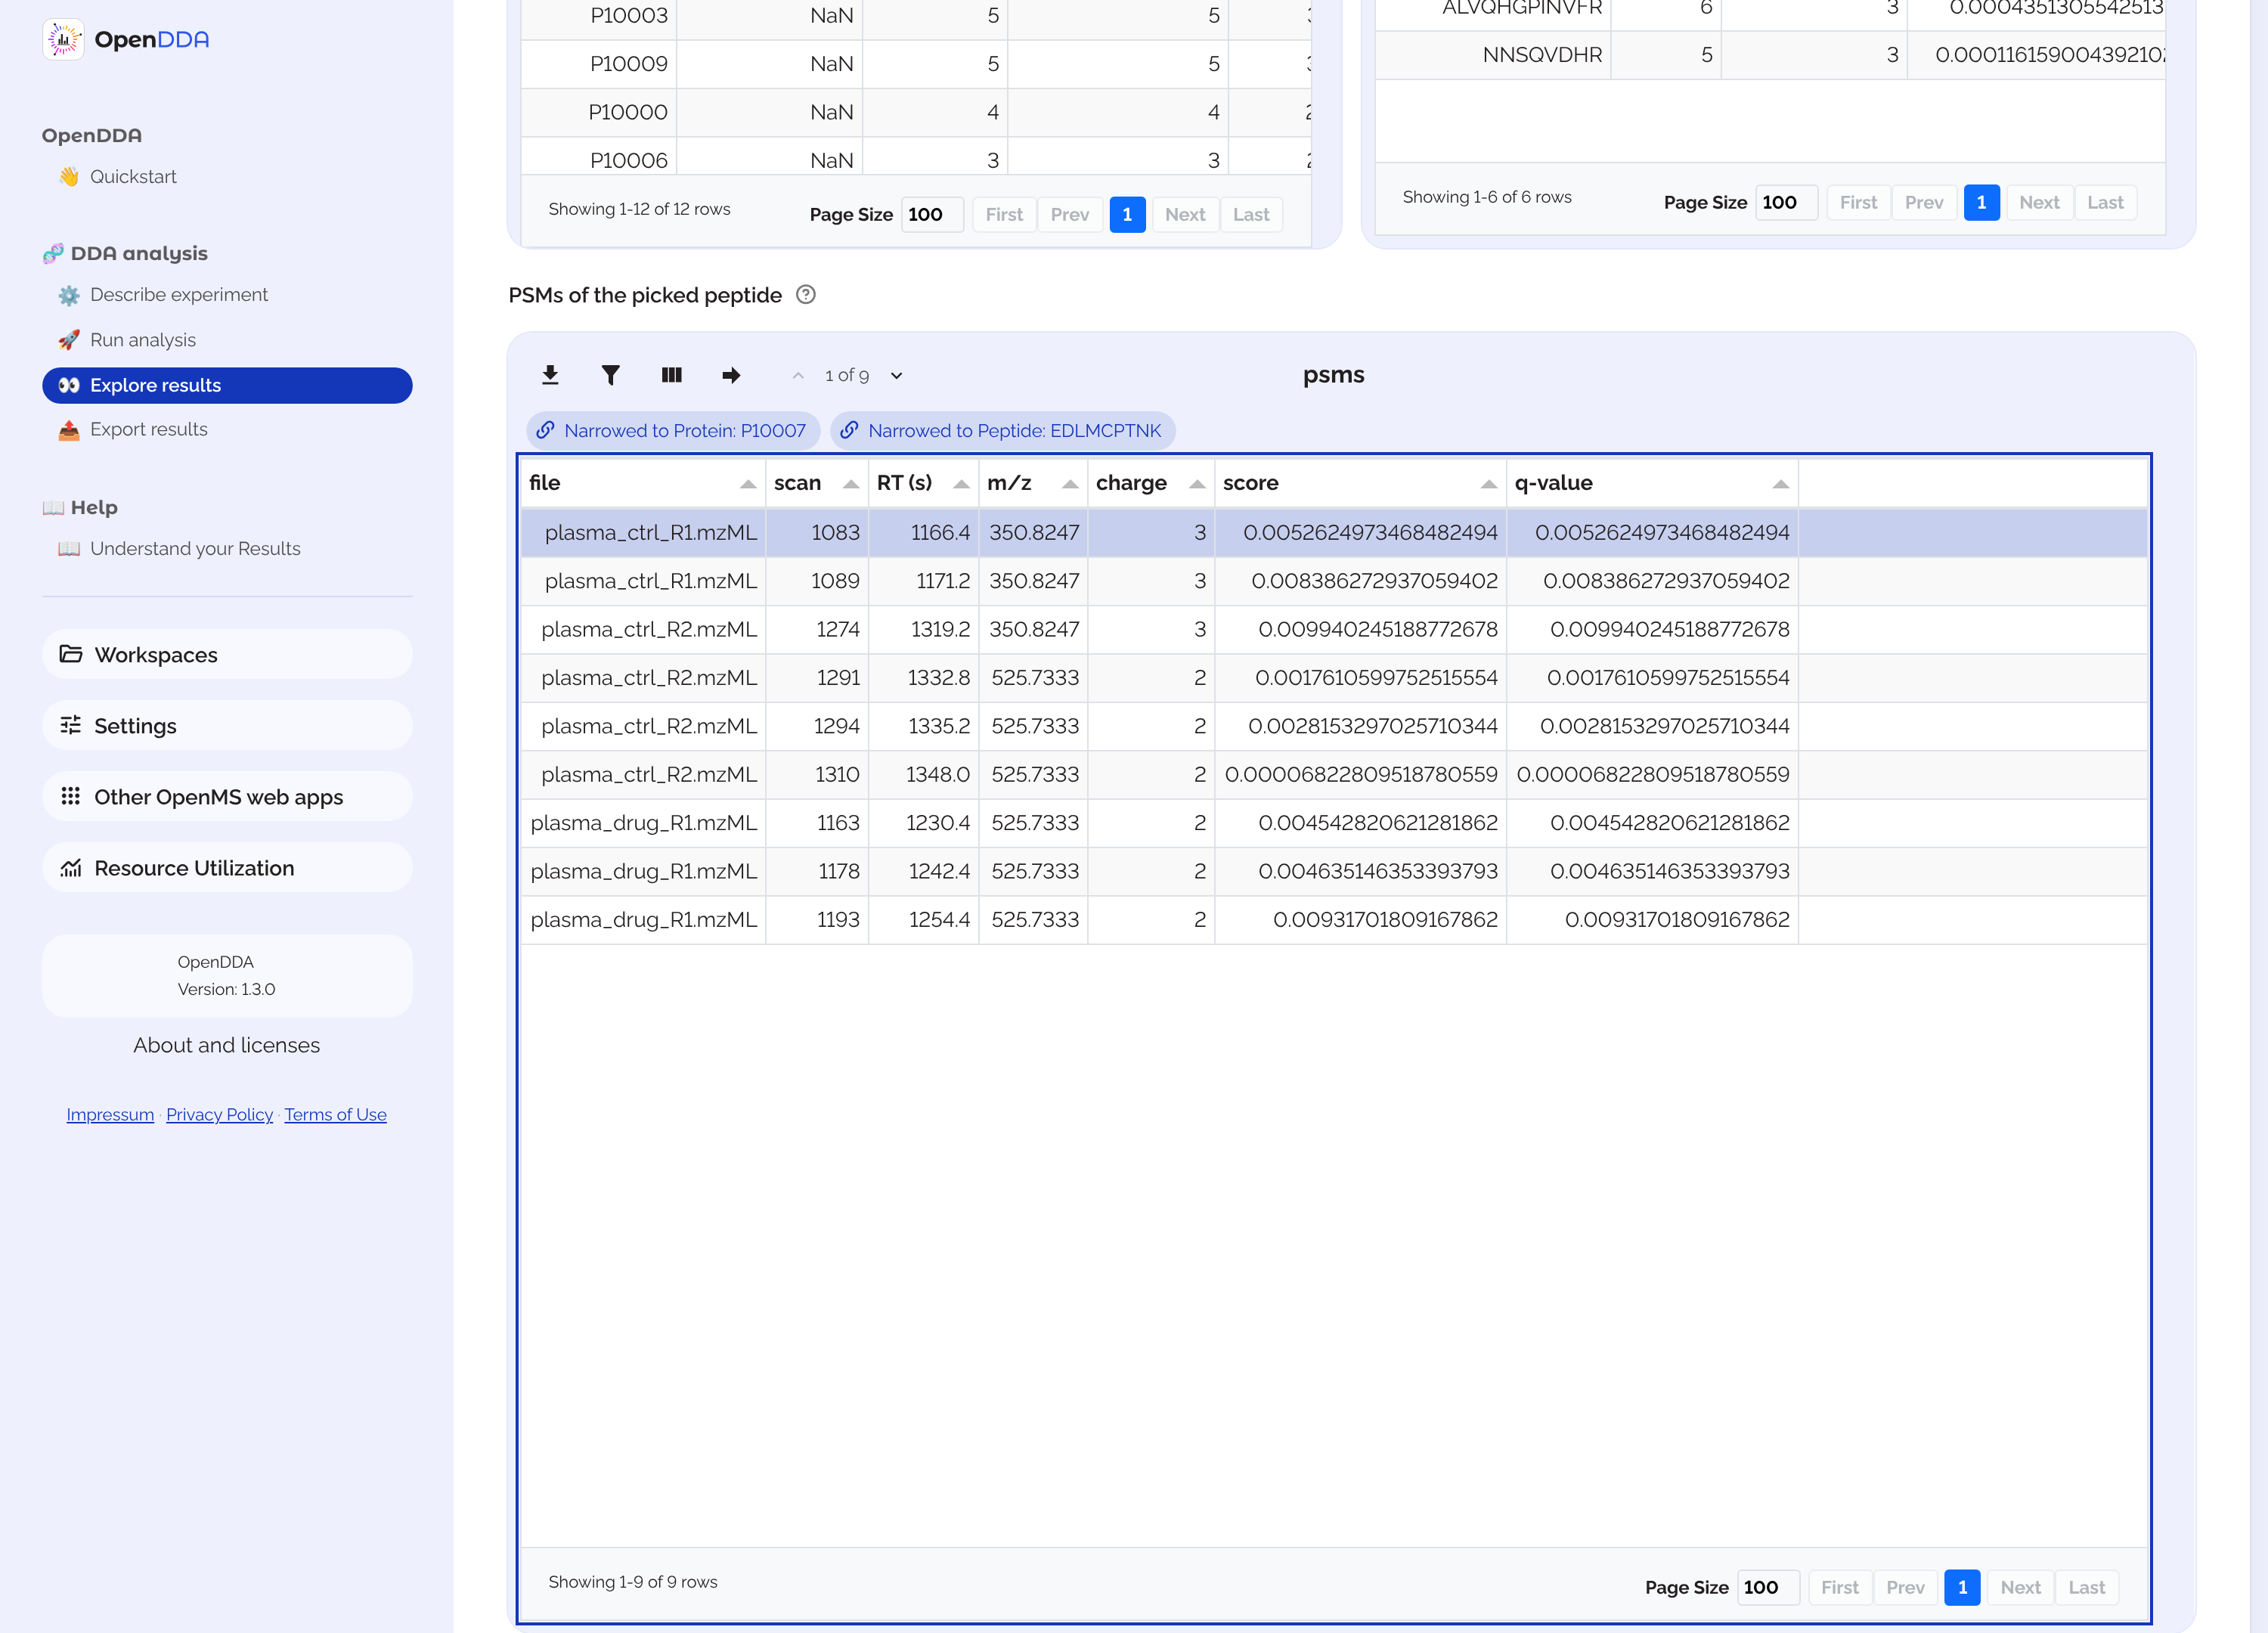 OpenDDA
OpenDDA
👋 Quickstart
🧬 DDA analysis
⚙️ Describe experiment
🚀 Run analysis
👀 Explore results
📤 Export results
📖 Help
📖 Understand your Results
Workspaces
Settings
Other OpenMS web apps
Resource Utilization
OpenDDA
Version: 1.3.0
About and licenses
Impressum · Privacy Policy · Terms of Use
P10003 NaN 5 5
P10009 NaN 5 5
P10000 NaN 4 4
P10006 NaN 3 3
Showing 1-12 of 12 rows Page Size 100 First Prev 1 Next Last
ALVQHGPINVFR 6 3 0.0004351305542513
NNSQVDHR 5 3 0.000116159004392102
Showing 1-6 of 6 rows Page Size 100 First Prev 1 Next Last
PSMs of the picked peptide
1 of 9 psms
Narrowed to Protein: P10007 Narrowed to Peptide: EDLMCPTNK
file scan RT (s) m/z charge score q-value
plasma_ctrl_R1.mzML 1083 1166.4 350.8247 3 0.0052624973468482494 0.0052624973468482494
plasma_ctrl_R1.mzML 1089 1171.2 350.8247 3 0.008386272937059402 0.008386272937059402
plasma_ctrl_R2.mzML 1274 1319.2 350.8247 3 0.009940245188772678 0.009940245188772678
plasma_ctrl_R2.mzML 1291 1332.8 525.7333 2 0.0017610599752515554 0.0017610599752515554
plasma_ctrl_R2.mzML 1294 1335.2 525.7333 2 0.0028153297025710344 0.0028153297025710344
plasma_ctrl_R2.mzML 1310 1348.0 525.7333 2 0.00006822809518780559 0.00006822809518780559
plasma_drug_R1.mzML 1163 1230.4 525.7333 2 0.004542820621281862 0.004542820621281862
plasma_drug_R1.mzML 1178 1242.4 525.7333 2 0.004635146353393793 0.004635146353393793
plasma_drug_R1.mzML 1193 1254.4 525.7333 2 0.00931701809167862 0.00931701809167862
Showing 1-9 of 9 rows Page Size 100 First Prev 1 Next Last